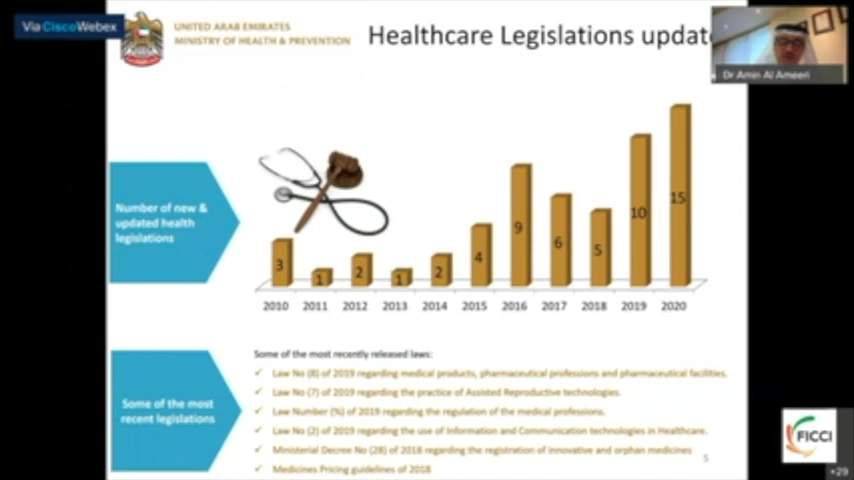 Via Cisco Webex
UNITED ARAB EMIRATES
MINISTRY OF HEALTH & PREVENTION
Healthcare Legislations updat
Dr Amin Al Ameeri
Number of new &
updated health
legislations
3 1 2 1 2 4 9 6 5 10 15
2010 2011 2012 2013 2014 2015 2016 2017 2018 2019 2020
Some of the most
recent legislations
Some of the most recently released laws:
✓ Law No (8) of 2019 regarding medical products, pharmaceutical professions and pharmaceutical facilities.
✓ Law No (7) of 2019 regarding the practice of Assisted Reproductive technologies.
✓ Law Number (%) of 2019 regarding the regulation of the medical professions.
✓ Law No (2) of 2019 regarding the use of Information and Communication technologies in Healthcare.
✓ Ministerial Decree No (28) of 2018 regarding the registration of innovative and orphan medicines
✓ Medicines Pricing guidelines of 2018
5
FICCI
+29